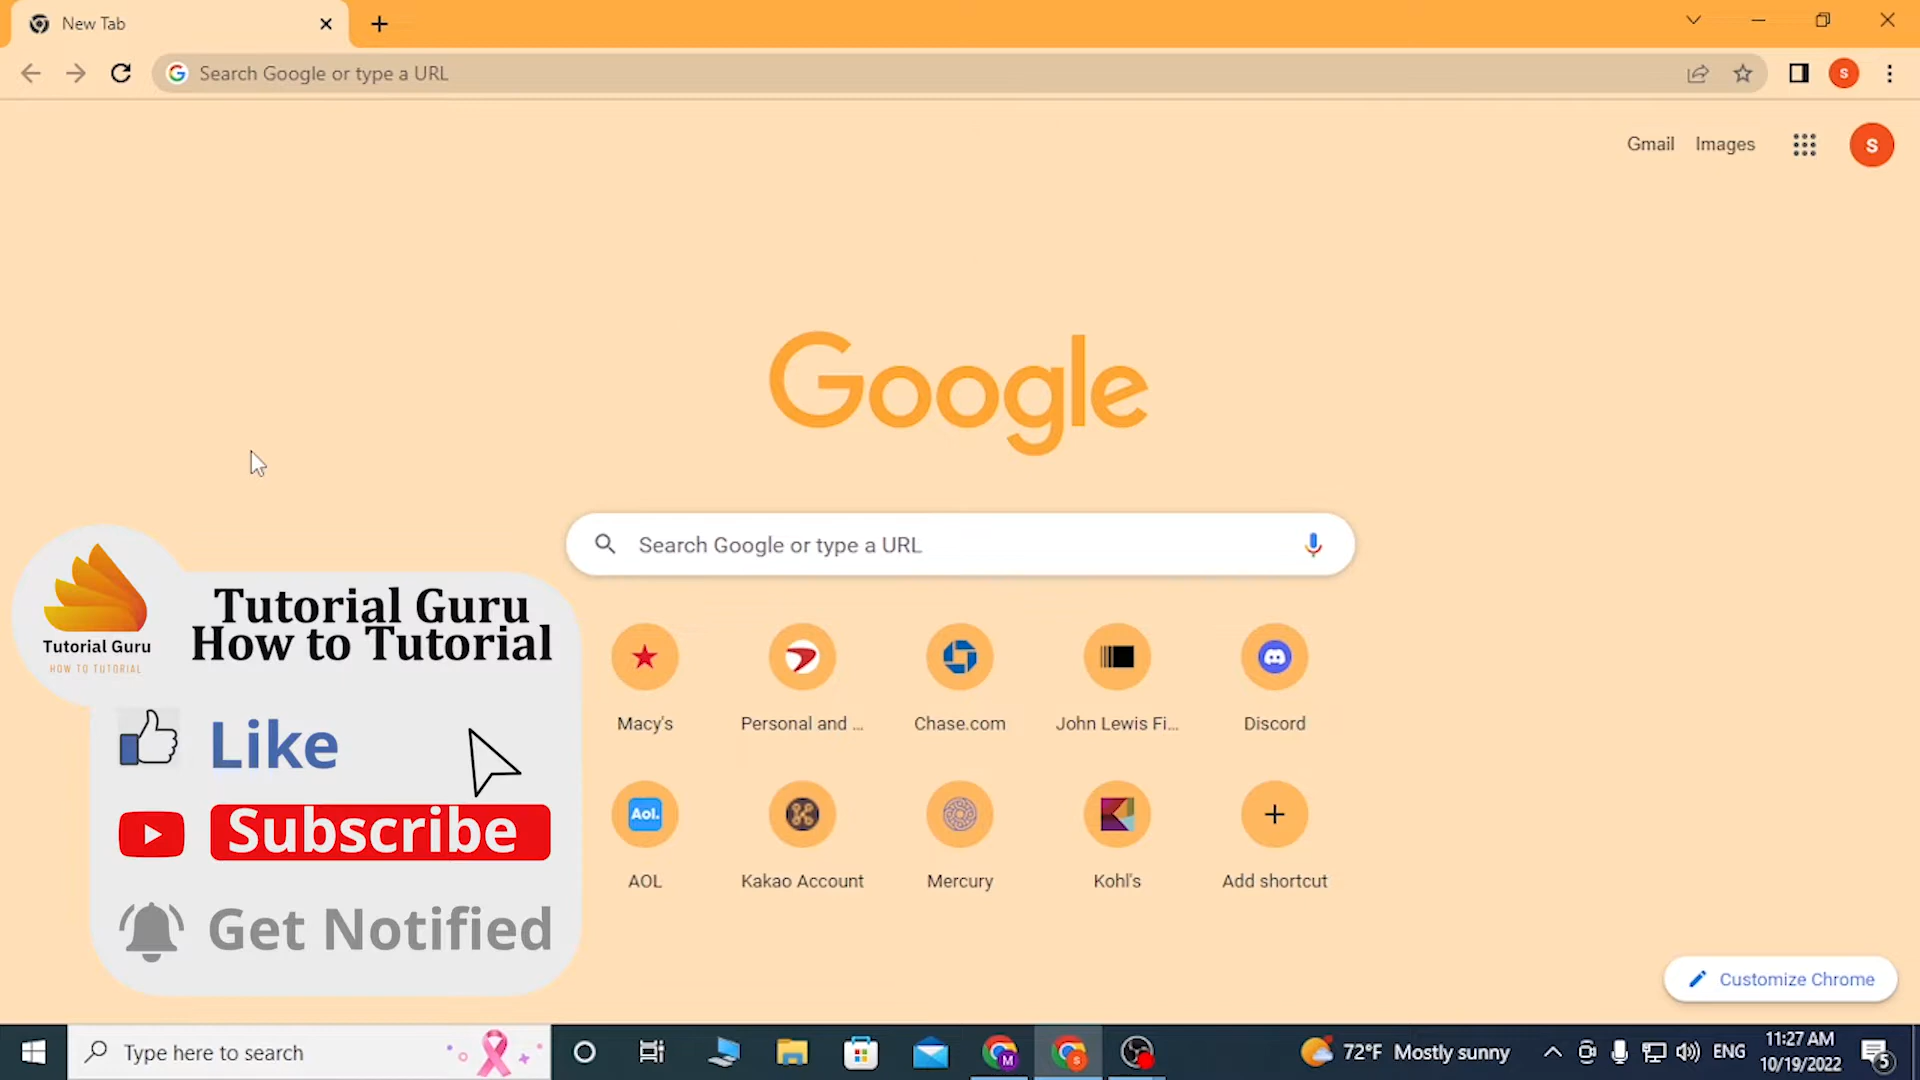 New Tab
Search Google or type a URL
S
Gmail Images
S
Google
Search Google or type a URL
Tutorial Guru
HOW TO TUTORIAL
Tutorial Guru
How to Tutorial
Like
Subscribe
Get Notified
Macy's
Personal and ...
Chase.com
John Lewis Fi...
Discord
Aol.
AOL
Kakao Account
Mercury
Kohl's
Add shortcut
Customize Chrome
Type here to search
M
S
72°F Mostly sunny
ENG
11:27 AM
10/19/2022
5